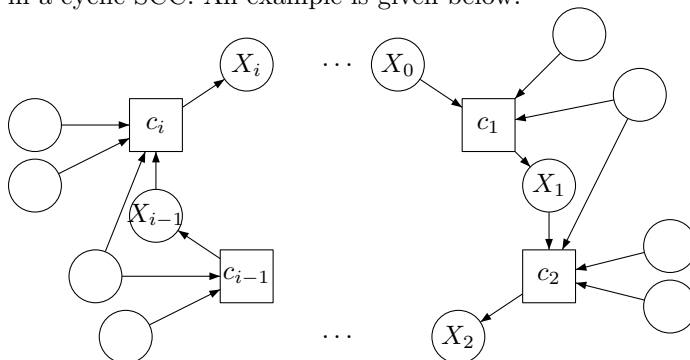 in a cyclic SCC. An example is given below.
X_i ... X_0
c_i c_1
X_1
X_{i−1}
c_{i−1} c_2
... X_2